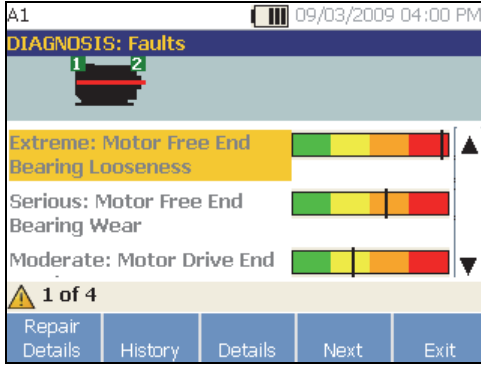 A1 09/03/2009 04:00 PM
DIAGNOSIS: Faults
1 2
Extreme: Motor Free End
Bearing Looseness
Serious: Motor Free End
Bearing Wear
Moderate: Motor Drive End
1 of 4
Repair
Details History Details Next Exit